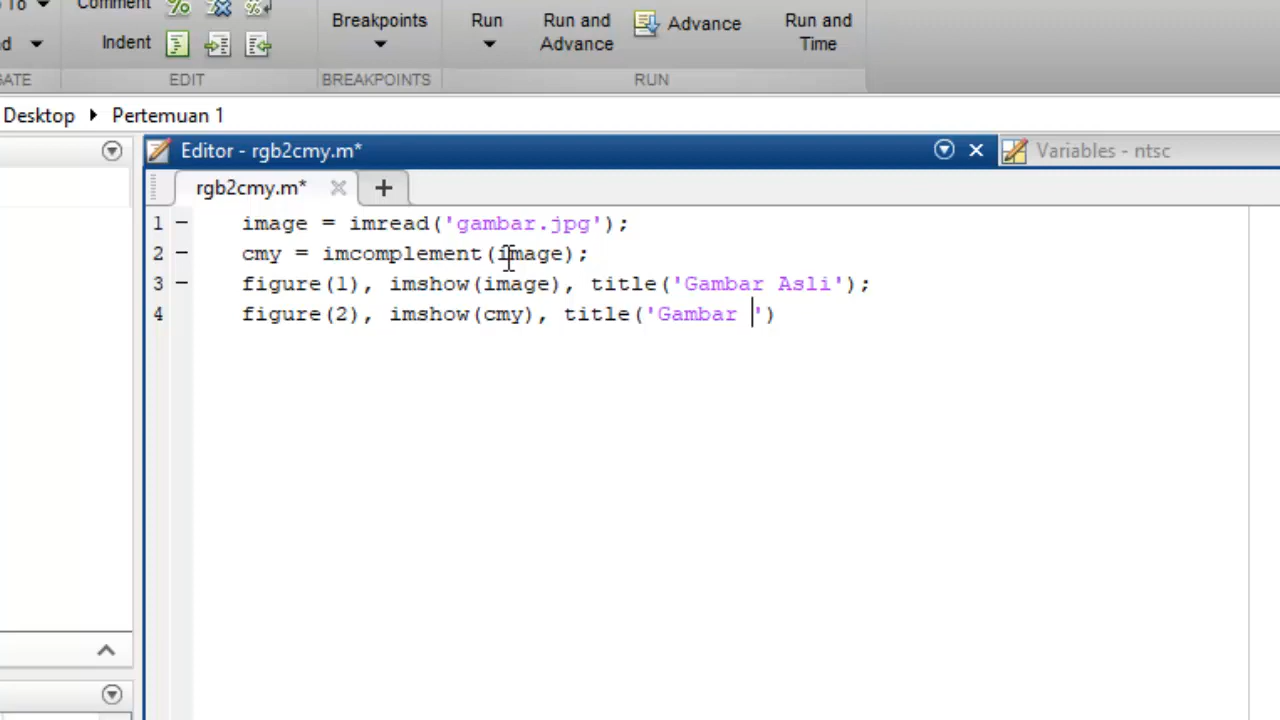 Comment
Breakpoints
Run
Run and
Advance
Advance
Run and
Time
Indent
EDIT
BREAKPOINTS
RUN
Desktop
Pertemuan 1
Editor - rgb2cmy.m*
Variables - ntsc
rgb2cmy.m*
1 image = imread('gambar.jpg');
2 cmy = imcomplement(image);
3 figure(1), imshow(image), title('Gambar Asli');
4 figure(2), imshow(cmy), title('Gambar ')